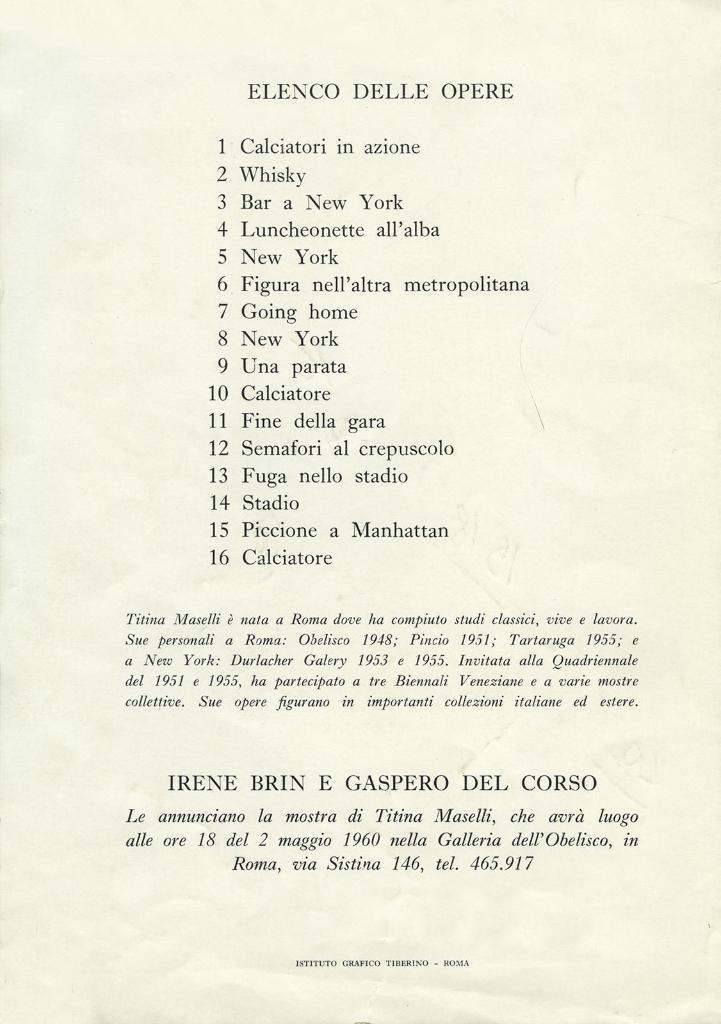 ELENCO DELLE OPERE
1 Calciatori in azione
2 Whisky
3 Bar a New York
4 Luncheonette all'alba
5 New York
6 Figura nell'altra metropolitana
7 Going home
8 New York
9 Una parata
10 Calciatore
11 Fine della gara
12 Semafori al crepuscolo
13 Fuga nello stadio
14 Stadio
15 Piccione a Manhattan
16 Calciatore
Titina Maselli è nata a Roma dove ha compiuto studi classici, vive e lavora.
Sue personali a Roma: Obelisco 1948; Pincio 1951; Tartaruga 1955; e
a New York: Durlacher Galery 1953 e 1955. Invitata alla Quadriennale
del 1951 e 1955, ha partecipato a tre Biennali Veneziane e a varie mostre
collettive. Sue opere figurano in importanti collezioni italiane ed estere.
IRENE BRIN E GASPERO DEL CORSO
Le annunciano la mostra di Titina Maselli, che avrà luogo
alle ore 18 del 2 maggio 1960 nella Galleria dell'Obelisco, in
Roma, via Sistina 146, tel. 465.917
ISTITUTO GRAFICO TIBERINO - ROMA